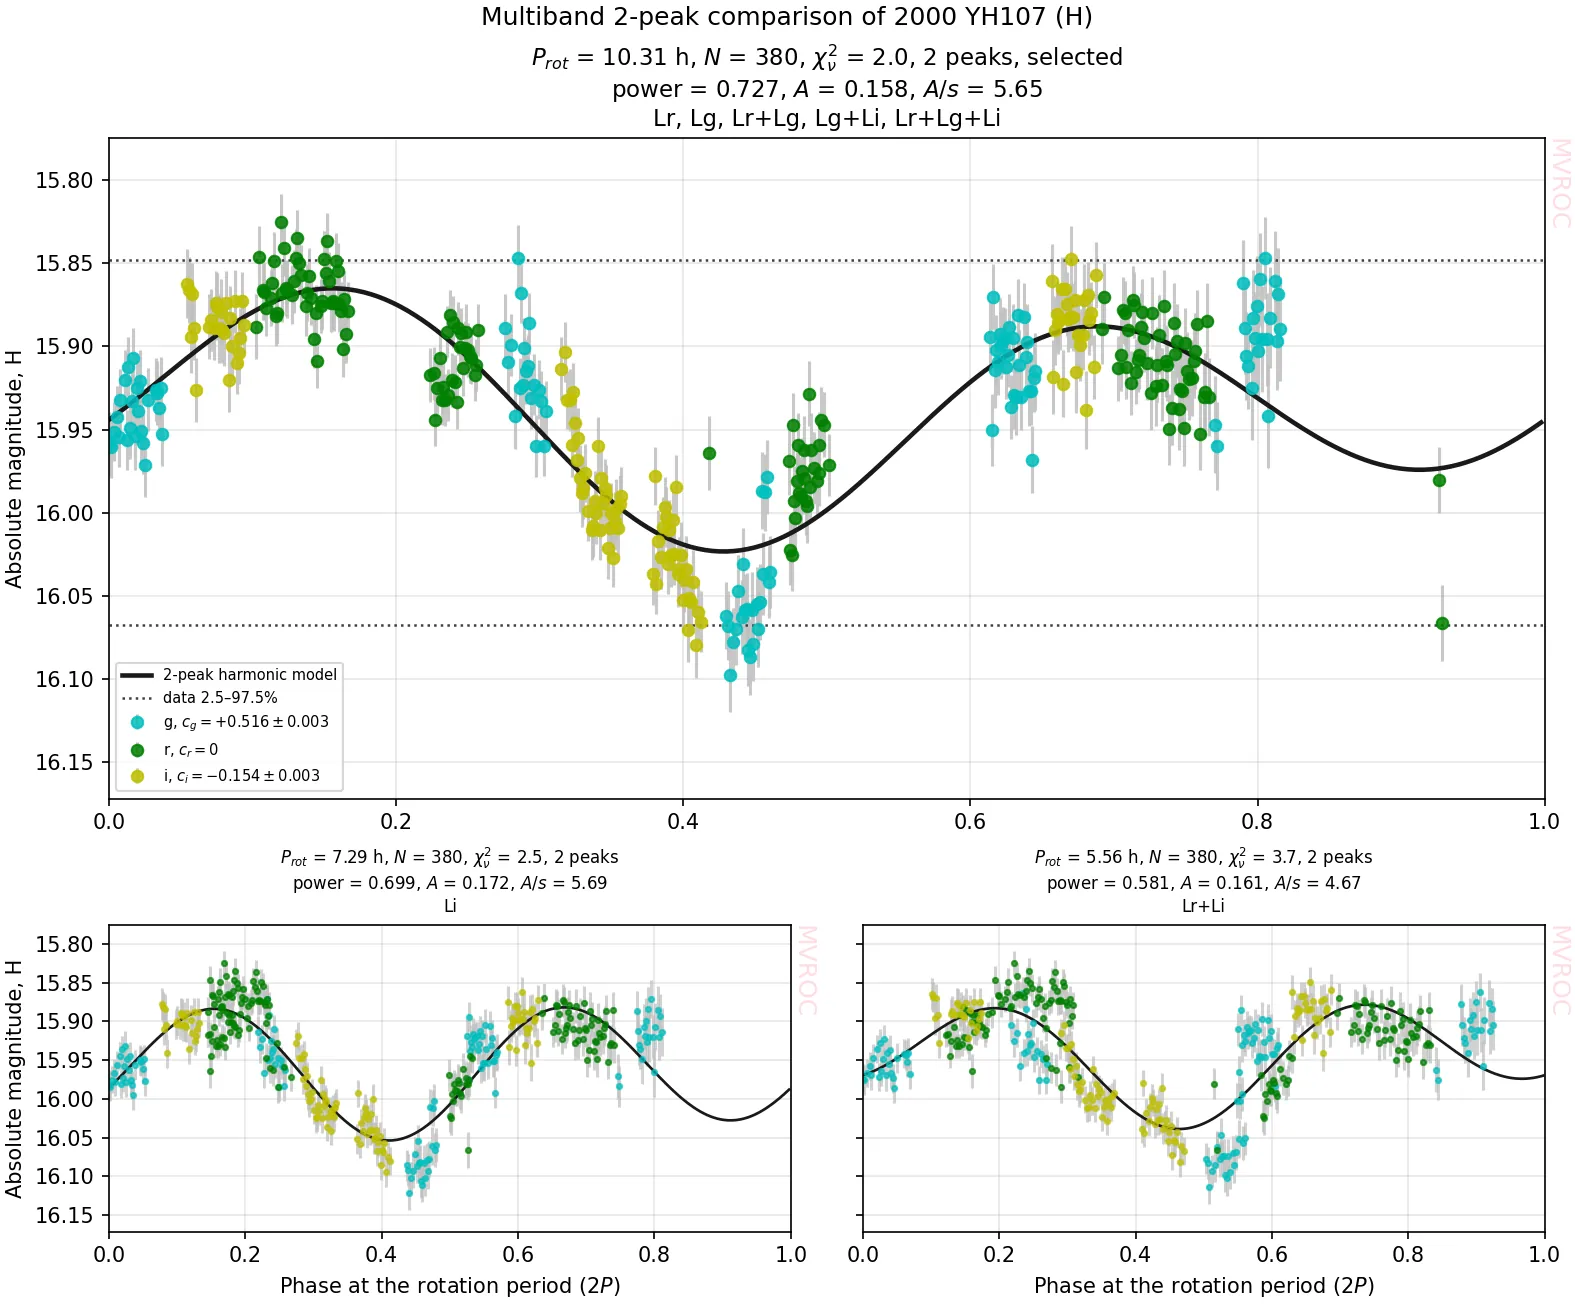 Multiband 2-peak comparison of 2000 YH107 (H)
P_rot = 10.31 h, N = 380, χ²_ν = 2.0, 2 peaks, selected
power = 0.727, A = 0.158, A/s = 5.65
Lr, Lg, Lr+Lg, Lg+Li, Lr+Lg+Li
MVROC
Absolute magnitude, H
15.80
15.85
15.90
15.95
16.00
16.05
16.10
16.15
2-peak harmonic model
data 2.5–97.5%
g, c_g = +0.516 ± 0.003
r, c_r = 0
i, c_i = −0.154 ± 0.003
0.0 0.2 0.4 0.6 0.8 1.0
P_rot = 7.29 h, N = 380, χ²_ν = 2.5, 2 peaks
power = 0.699, A = 0.172, A/s = 5.69
Li
MVROC
Absolute magnitude, H
15.80
15.85
15.90
15.95
16.00
16.05
16.10
16.15
0.0 0.2 0.4 0.6 0.8 1.0
Phase at the rotation period (2P)
P_rot = 5.56 h, N = 380, χ²_ν = 3.7, 2 peaks
power = 0.581, A = 0.161, A/s = 4.67
Lr+Li
MVROC
0.0 0.2 0.4 0.6 0.8 1.0
Phase at the rotation period (2P)